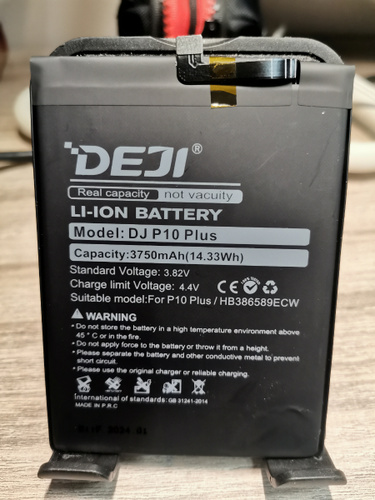 DEJI®
Real capacity not vacuity
LI-ION BATTERY
Model: DJ P10 Plus
Capacity:3750mAh(14.33Wh)
Standard Voltage: 3.82V
Charge limit Voltage: 4.4V
Suitable model:For P10 Plus / HB386589ECW
WARNING
• Do not store the battery in a high temperature environment above
45 ° C or in the fire.
• Do not apply force to the battery or throw it from a height.
• Please separate the battery and other conductive metal to prevent
short circuit.
• Please use the original charger or reliable charging.
International of standards: GB 31241-2014
MADE IN P.R.C